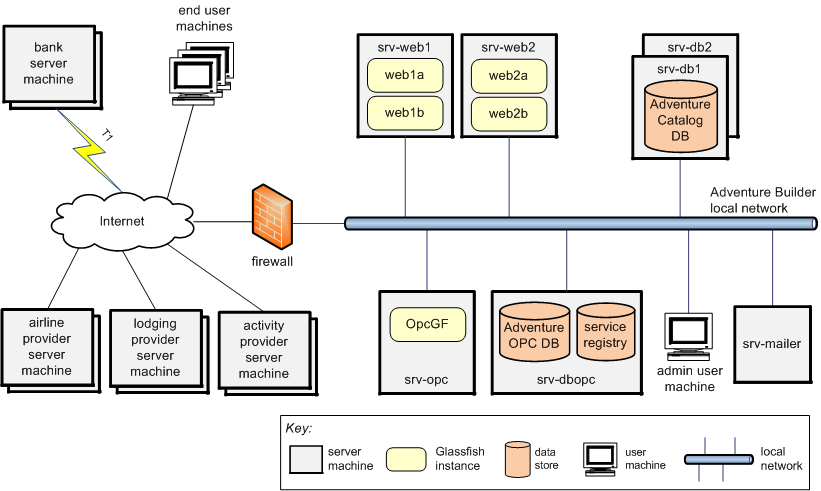 end user
machines
bank
server
machine
T1
srv-web1
web1a
web1b
srv-web2
web2a
web2b
srv-db2
srv-db1
Adventure
Catalog
DB
Internet
firewall
Adventure Builder
local network
airline
provider
server
machine
lodging
provider
server
machine
activity
provider
server
machine
OpcGF
srv-opc
Adventure
OPC DB
service
registry
srv-dbopc
admin user
machine
srv-mailer
Key:
server
machine
Glassfish
instance
data
store
user
machine
local
network